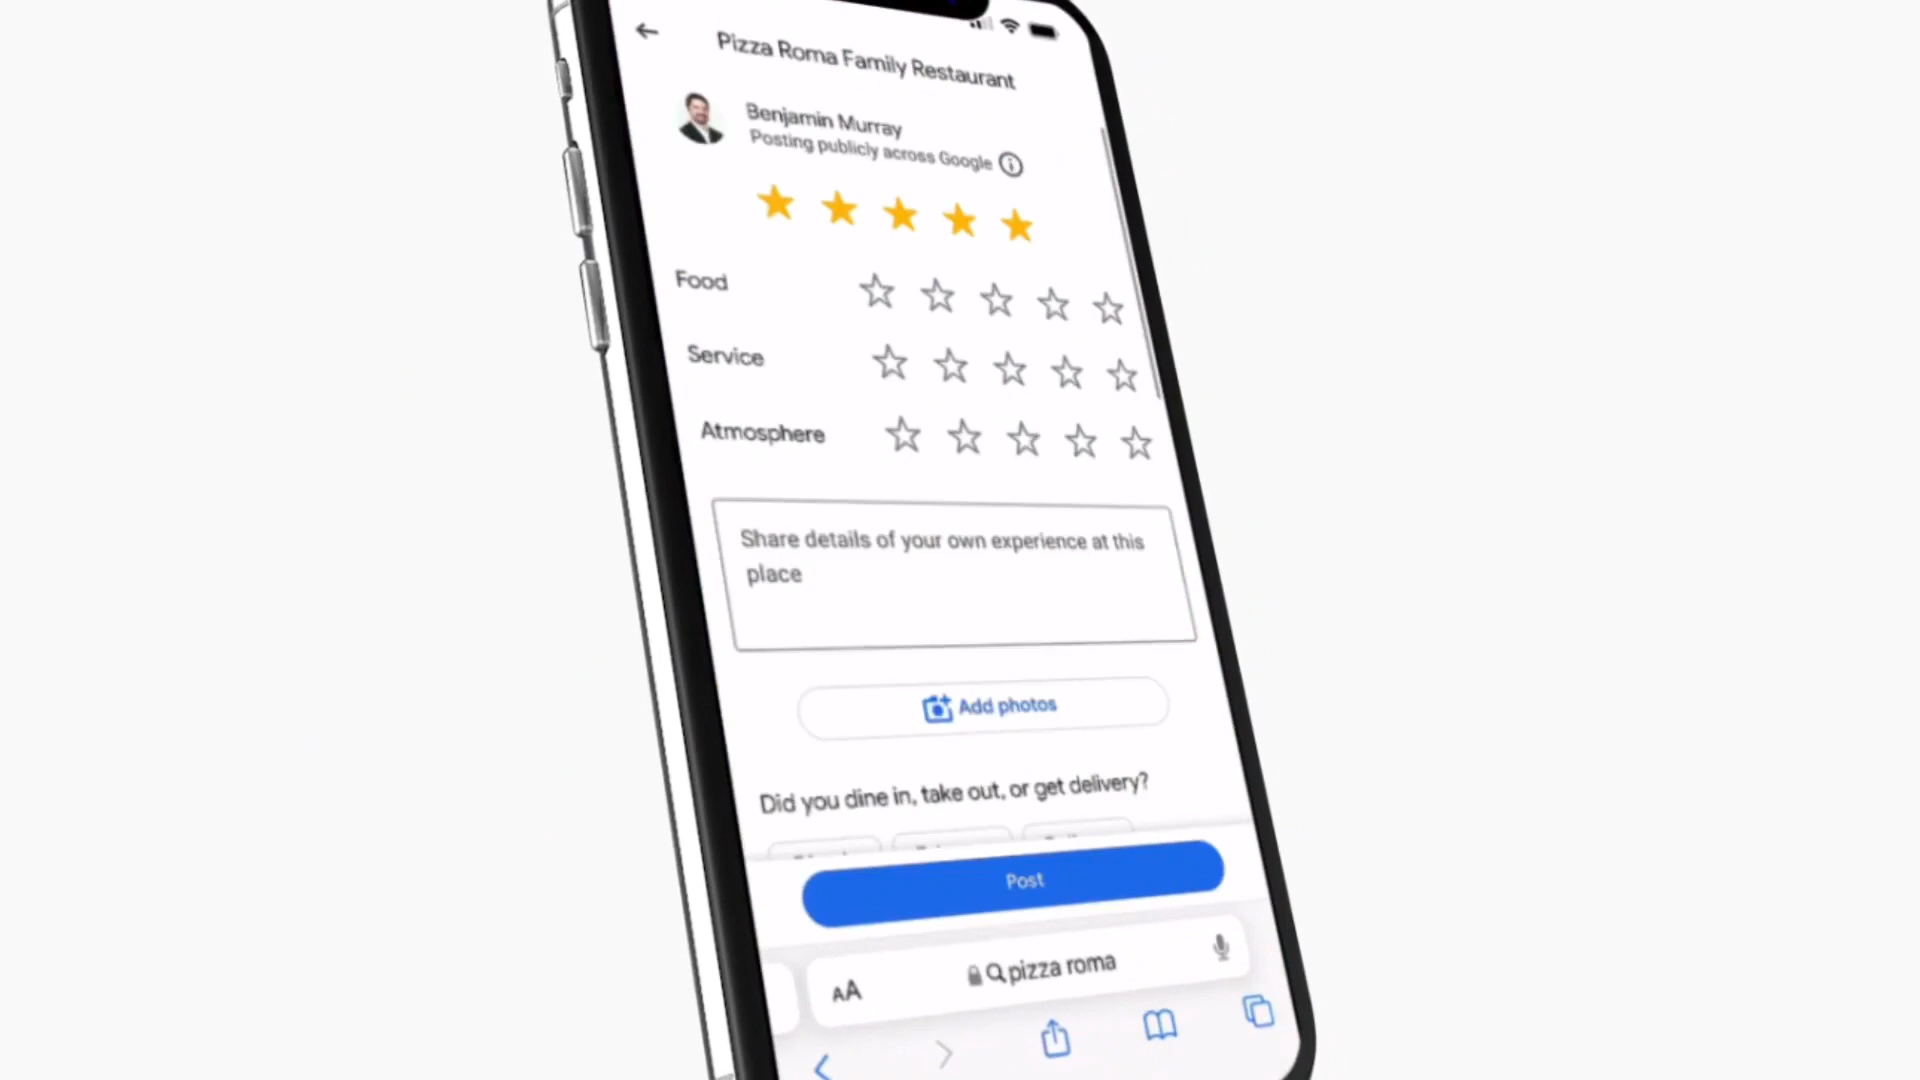 Pizza Roma Family Restaurant
Benjamin Murray
Posting publicly across Google
Food
Service
Atmosphere
Share details of your own experience at this
place
Add photos
Did you dine in, take out, or get delivery?
Post
AA pizza roma